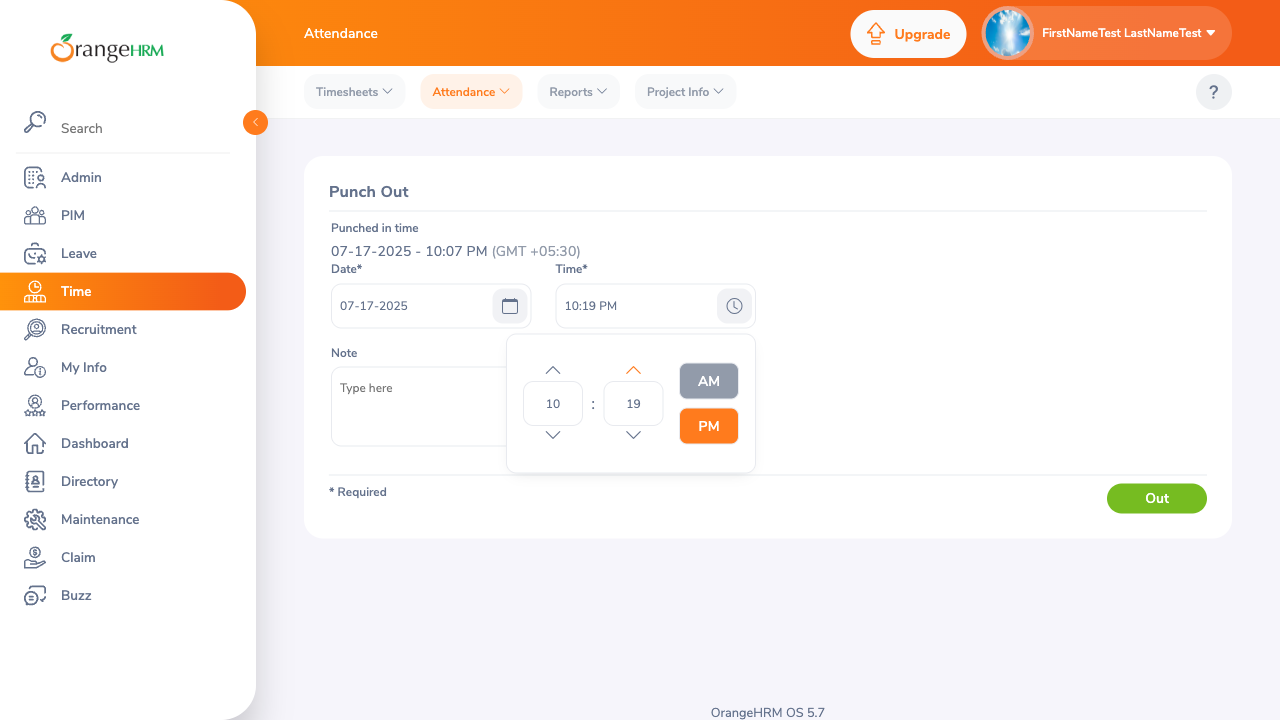 OrangeHRM
Attendance
Upgrade
FirstNameTest LastNameTest
Timesheets
Attendance
Reports
Project Info
?
Search
Admin
PIM
Leave
Time
Recruitment
My Info
Performance
Dashboard
Directory
Maintenance
Claim
Buzz
Punch Out
Punched in time
07-17-2025 - 10:07 PM (GMT +05:30)
Date*
Time*
07-17-2025
10:19 PM
Note
Type here
10 : 19
AM
PM
* Required
Out
OrangeHRM OS 5.7